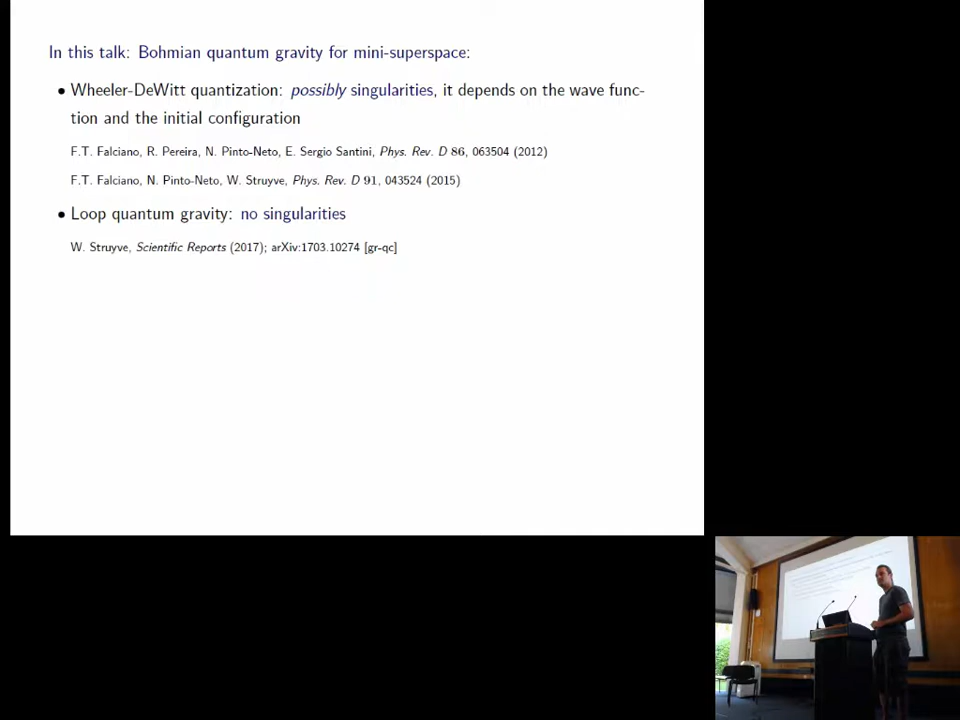 In this talk: Bohmian quantum gravity for mini-superspace:
• Wheeler-DeWitt quantization: possibly singularities, it depends on the wave func-
tion and the initial configuration
F.T. Falciano, R. Pereira, N. Pinto-Neto, E. Sergio Santini, Phys. Rev. D 86, 063504 (2012)
F.T. Falciano, N. Pinto-Neto, W. Struyve, Phys. Rev. D 91, 043524 (2015)
• Loop quantum gravity: no singularities
W. Struyve, Scientific Reports (2017); arXiv:1703.10274 [gr-qc]